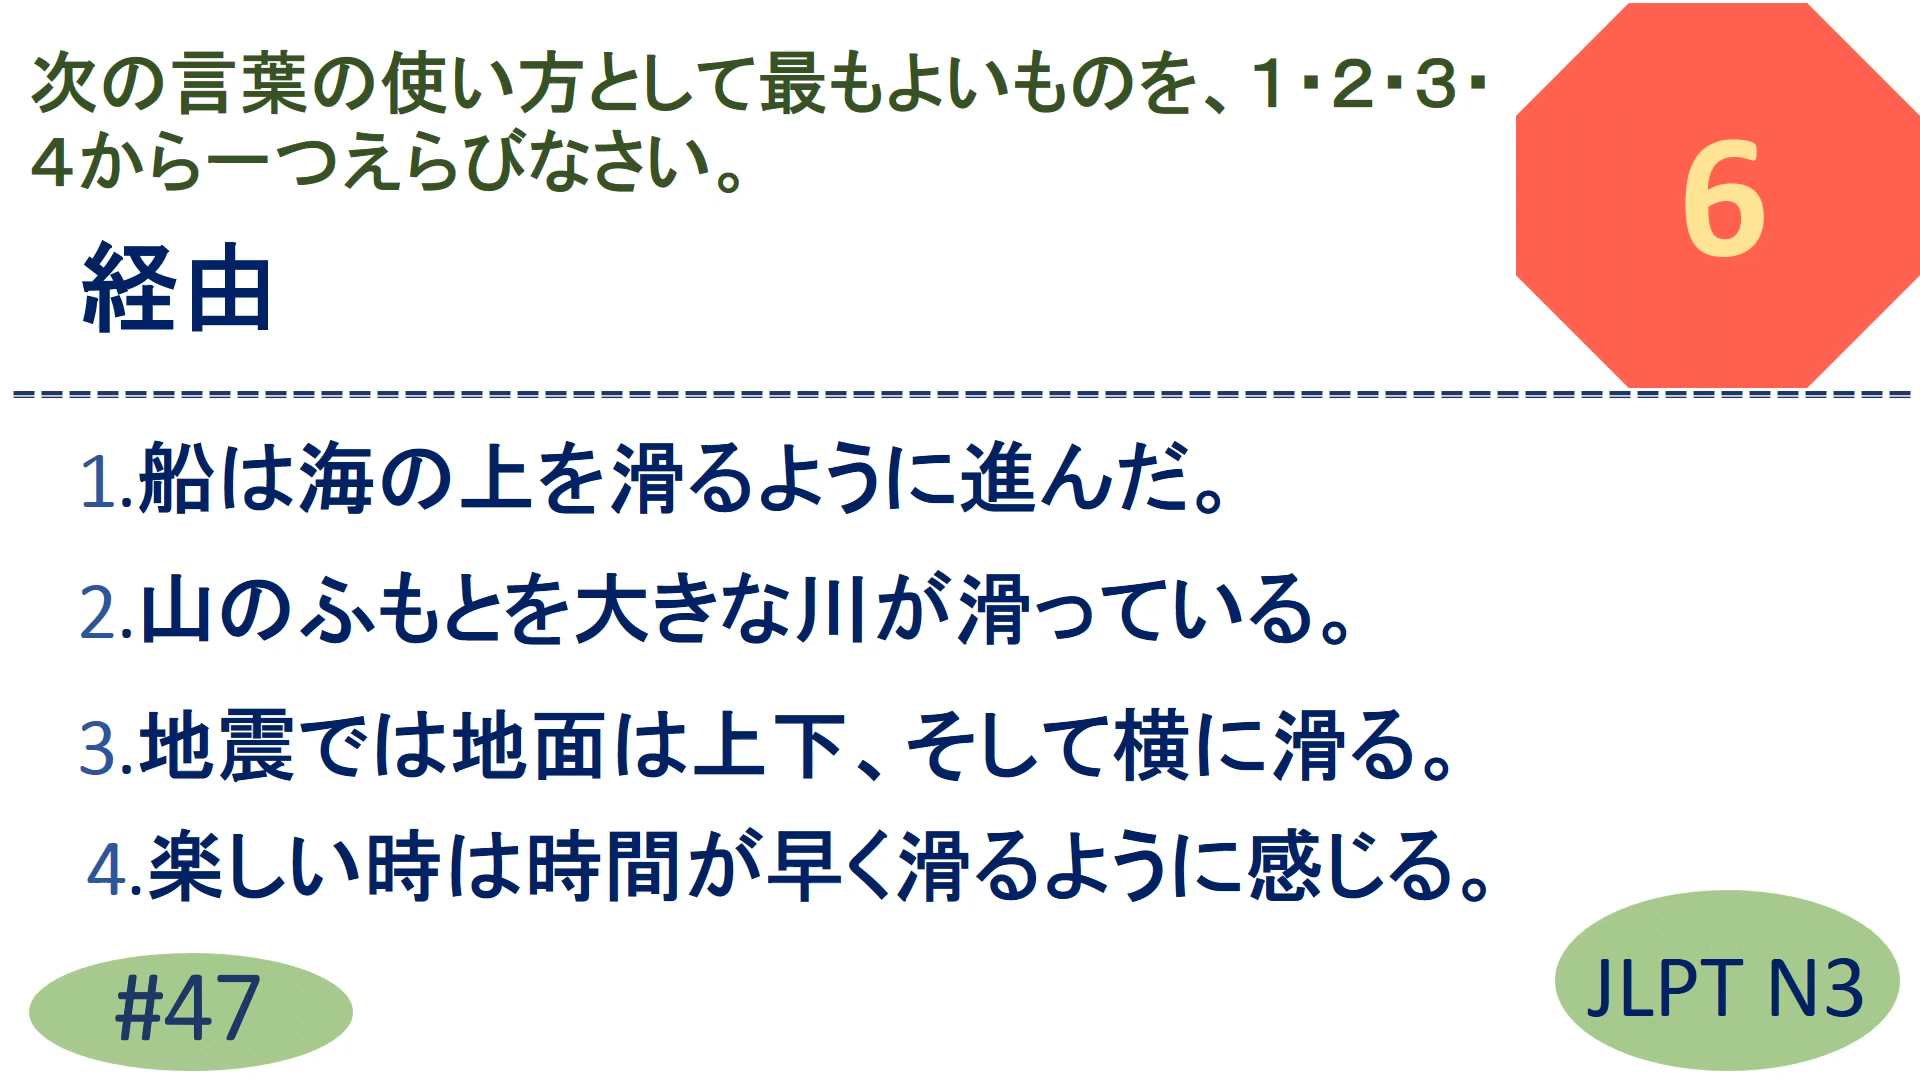 次の言葉の使い方として最もよいものを、1・2・3・
4から一つえらびなさい。
6
経由
1.船は海の上を滑るように進んだ。
2.山のふもとを大きな川が滑っている。
3.地震では地面は上下、そして横に滑る。
4.楽しい時は時間が早く滑るように感じる。
#47
JLPT N3